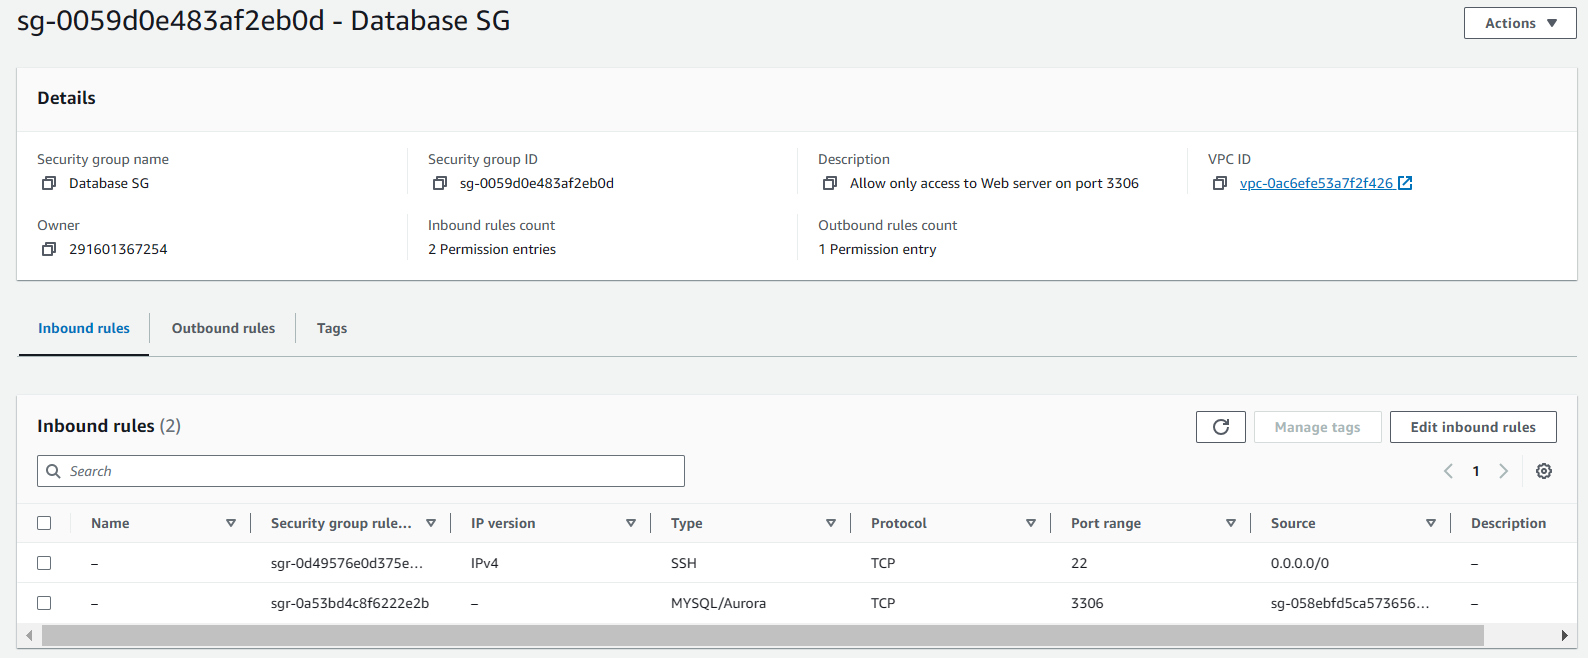 sg-0059d0e483af2eb0d - Database SG
Actions
Details
Security group name
Database SG
Security group ID
sg-0059d0e483af2eb0d
Description
Allow only access to Web server on port 3306
VPC ID
vpc-0ac6efe53a7f2f426
Owner
291601367254
Inbound rules count
2 Permission entries
Outbound rules count
1 Permission entry
Inbound rules
Outbound rules
Tags
Inbound rules (2)
Manage tags
Edit inbound rules
Search
1
Name Security group rule... IP version Type Protocol Port range Source Description
– sgr-0d49576e0d375e... IPv4 SSH TCP 22 0.0.0.0/0 –
– sgr-0a53bd4c8f6222e2b – MYSQL/Aurora TCP 3306 sg-058ebfd5ca573656... –